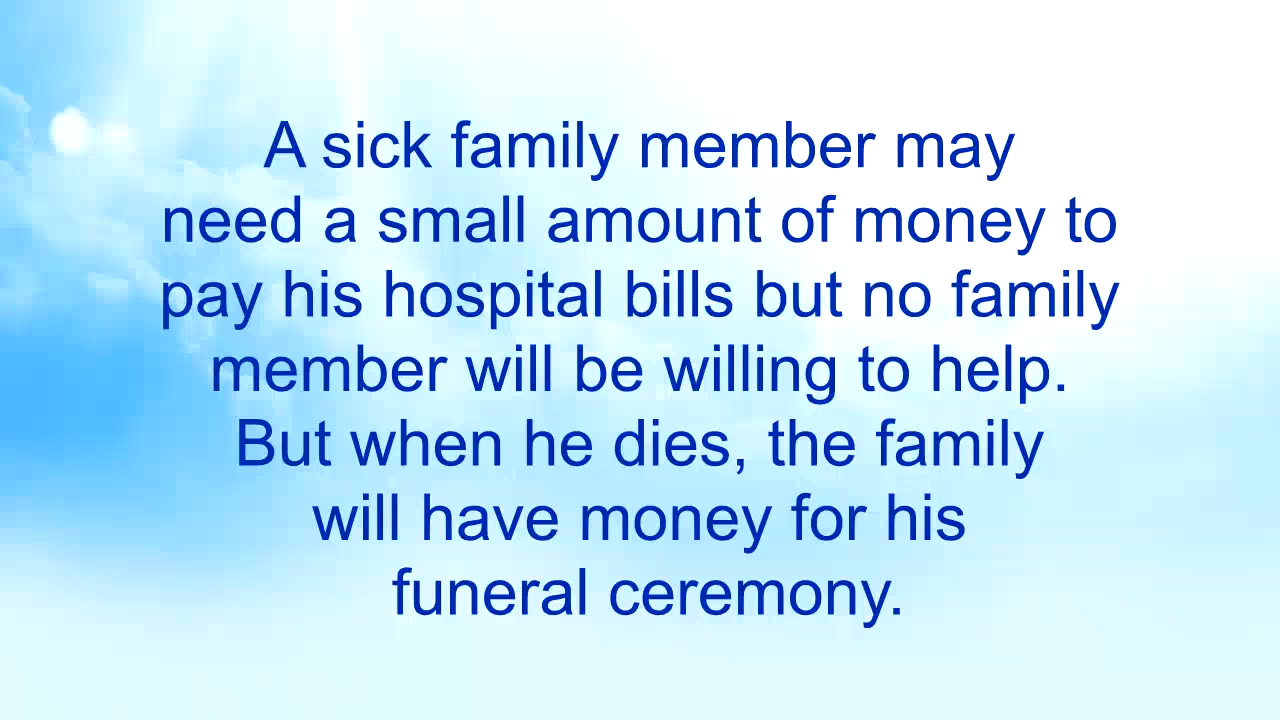 A sick family member may
need a small amount of money to
pay his hospital bills but no family
member will be willing to help.
But when he dies, the family
will have money for his
funeral ceremony.